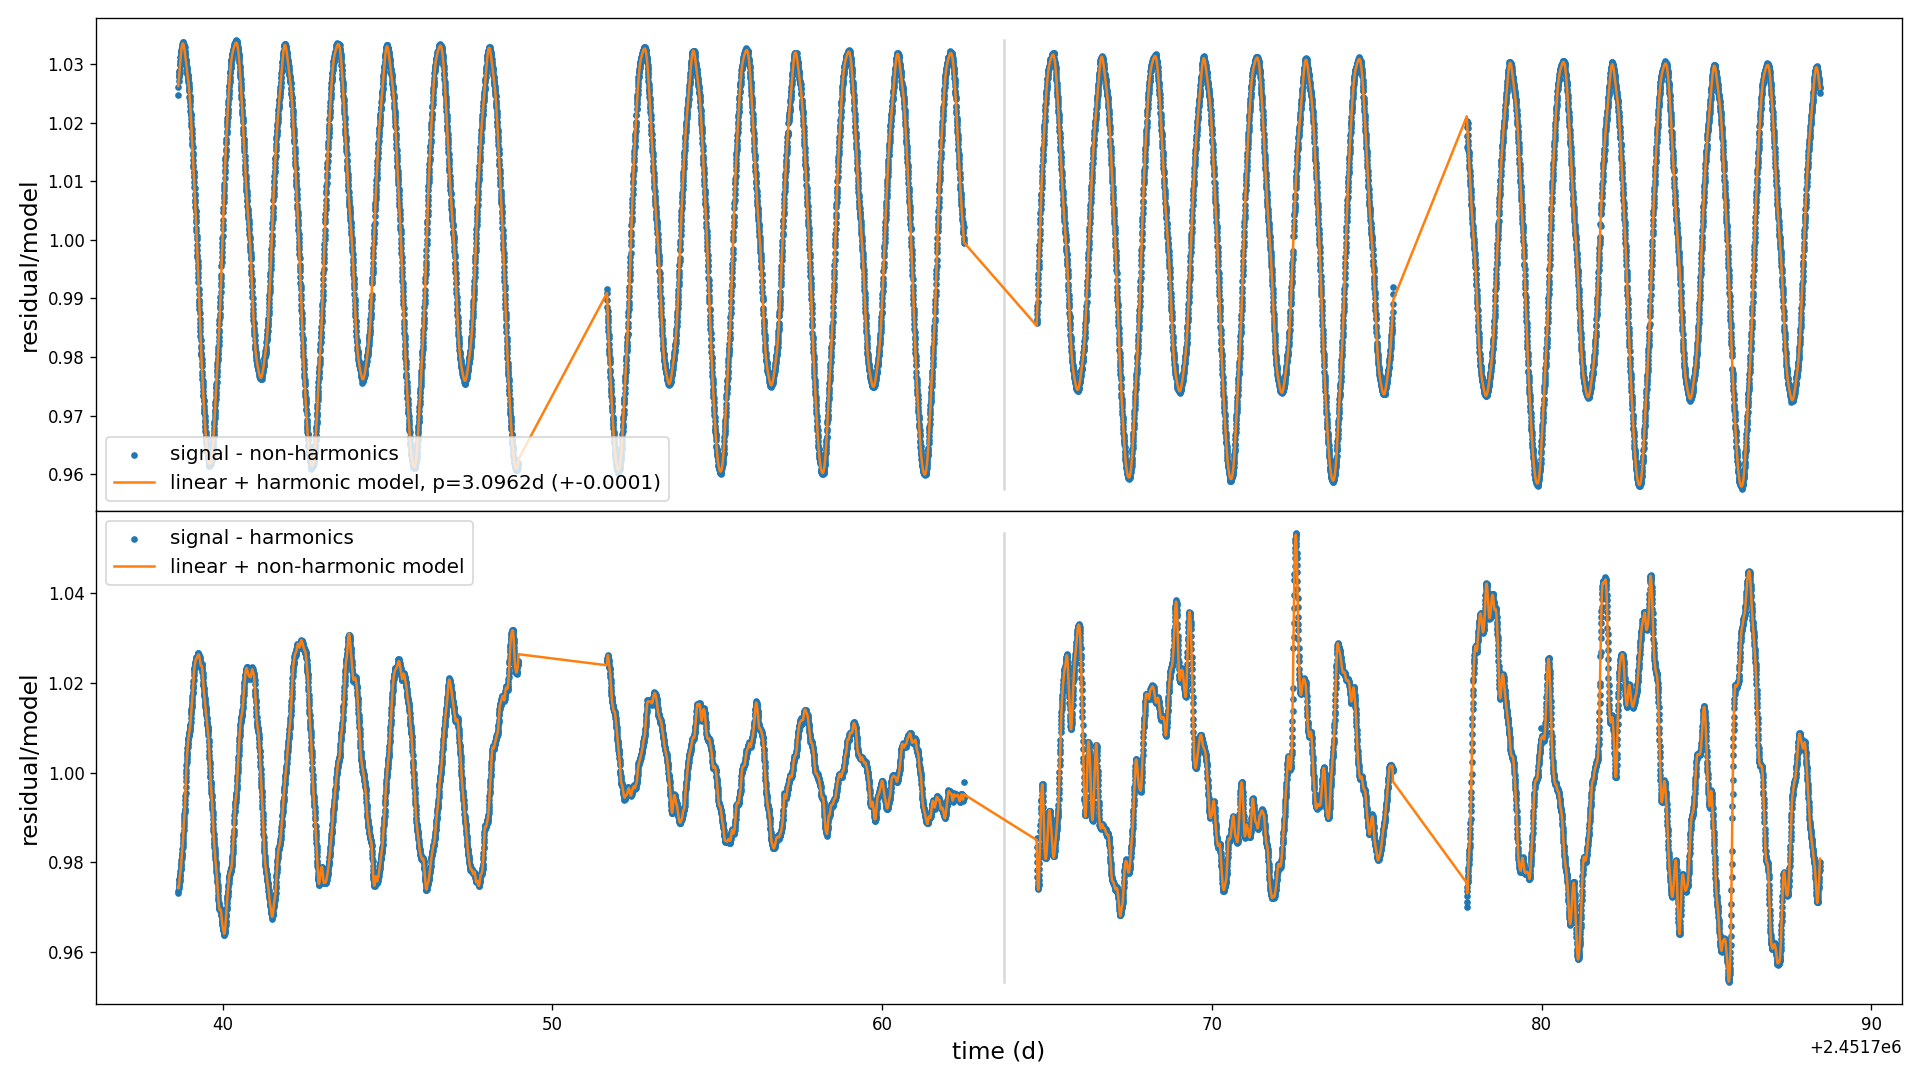 1.03
1.02
1.01
1.00
0.99
0.98
0.97
0.96
residual/model
signal - non-harmonics
linear + harmonic model, p=3.0962d (+-0.0001)
signal - harmonics
linear + non-harmonic model
1.04
1.02
1.00
0.98
0.96
residual/model
40 50 60 70 80 90
time (d)
+2.4517e6